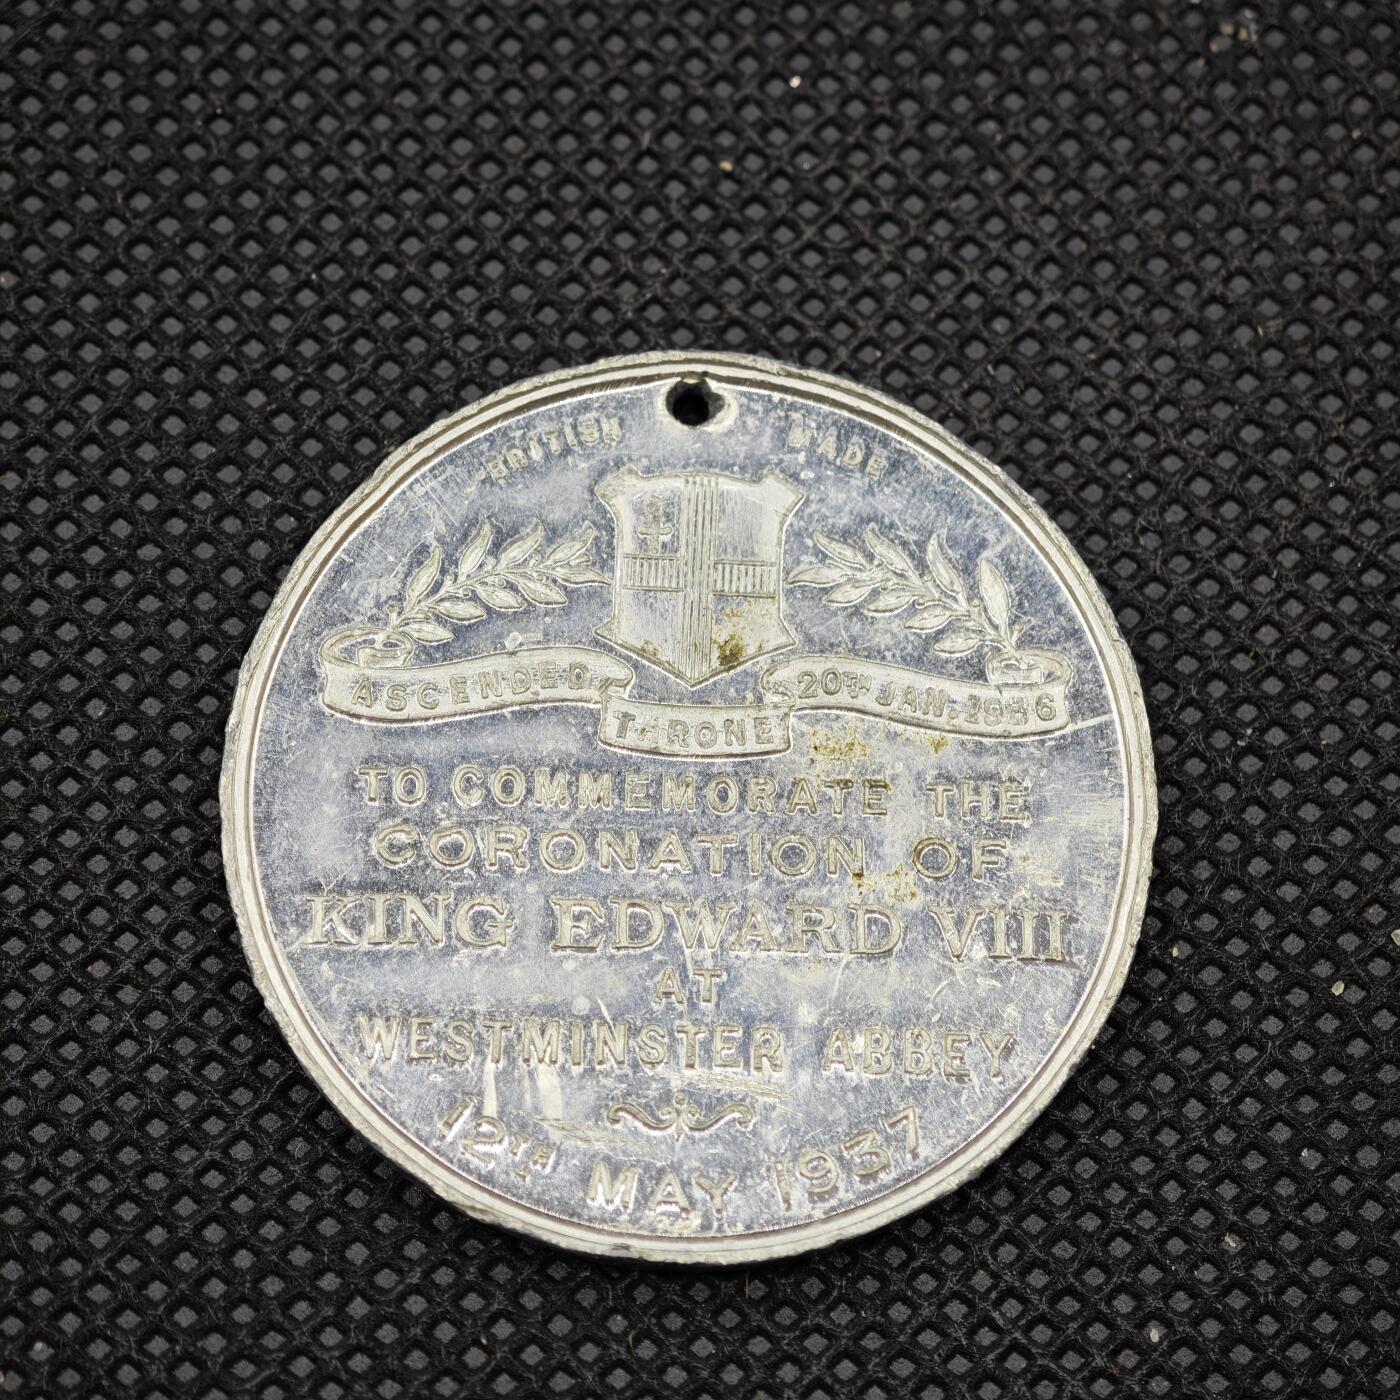 BRITISH MADE
ASCENDED THRONE 20TH JAN. 1936
TO COMMEMORATE THE
CORONATION OF
KING EDWARD VIII
AT
WESTMINSTER ABBEY
12TH MAY 1937